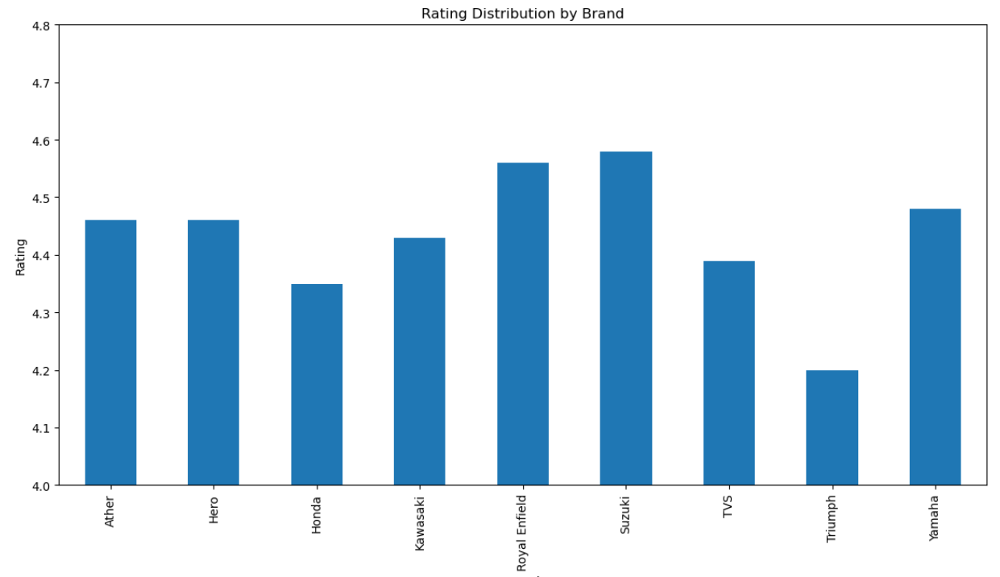 Rating Distribution by Brand
4.8
4.7
4.6
4.5
4.4
4.3
4.2
4.1
4.0
Rating
Ather
Hero
Honda
Kawasaki
Royal Enfield
Suzuki
TVS
Triumph
Yamaha